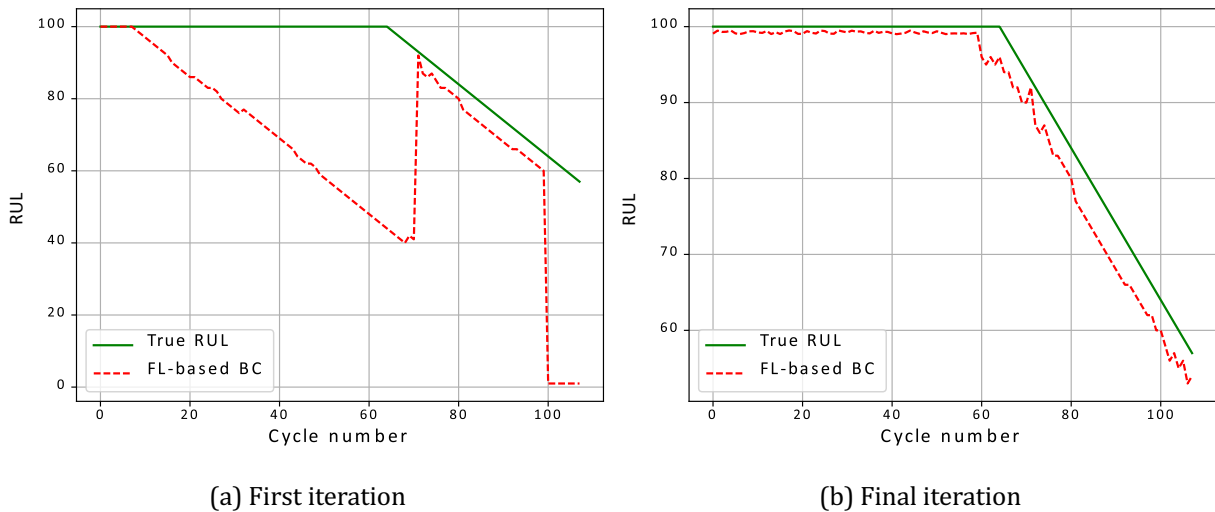 100
80
60
40
20
0
RUL
0 20 40 60 80 100
Cycle number
True RUL
FL-based BC
(a) First iteration
100
90
80
70
60
RUL
0 20 40 60 80 100
Cycle number
True RUL
FL-based BC
(b) Final iteration